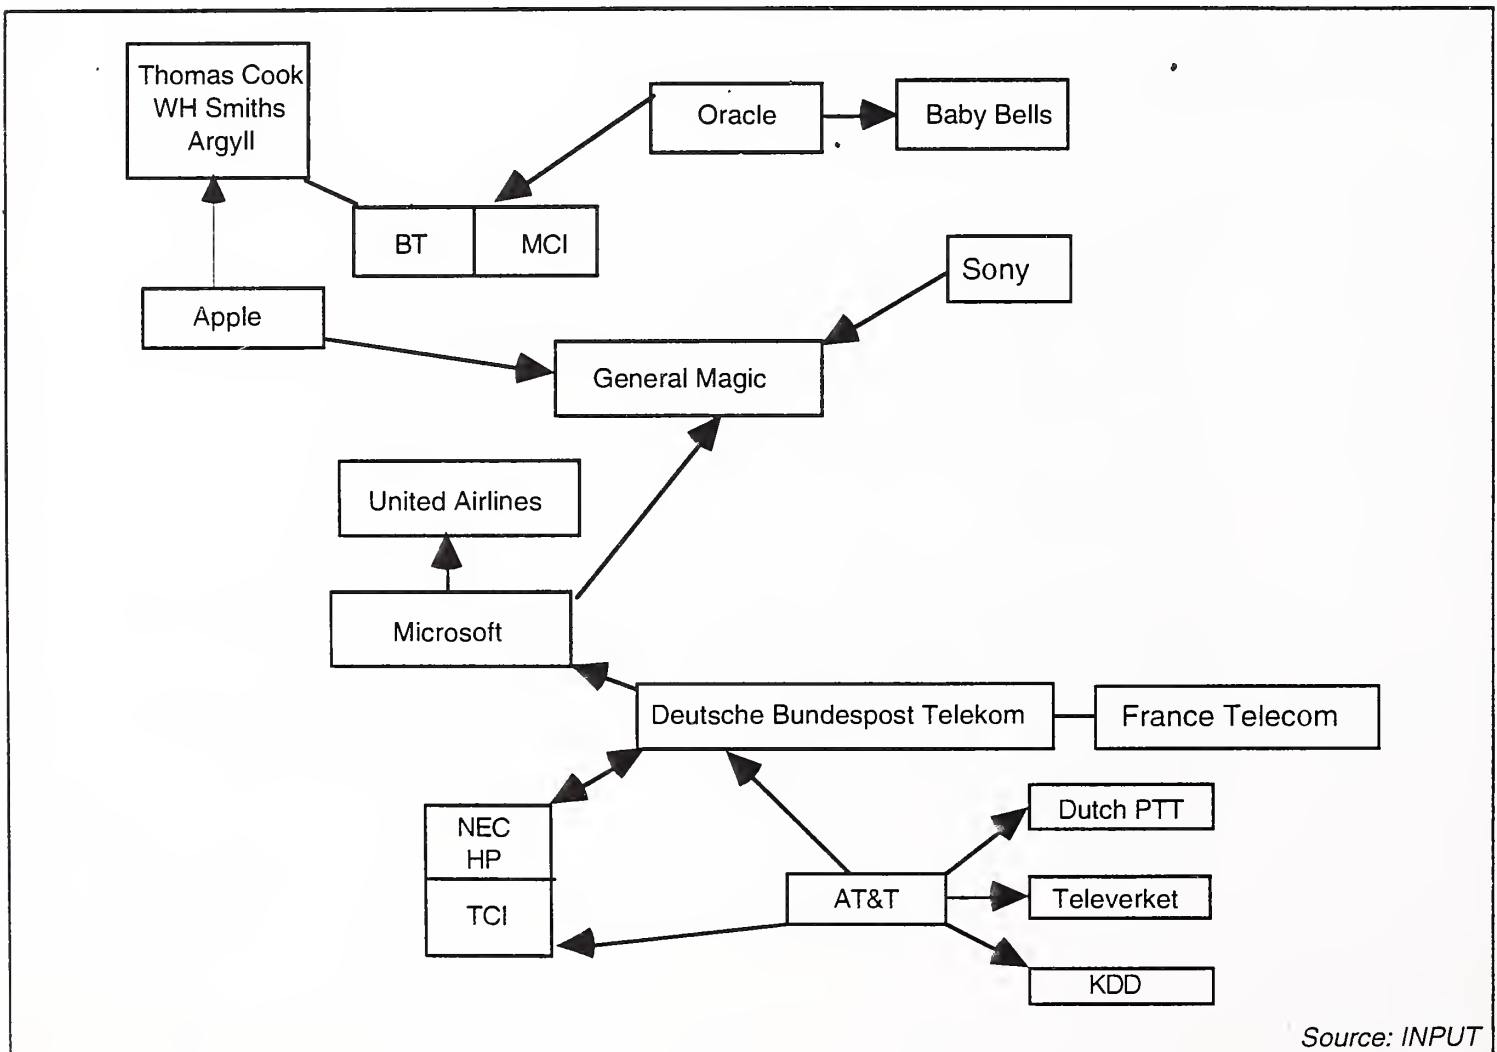 Thomas Cook
WH Smiths
Argyll
Oracle
Baby Bells
BT
MCI
Sony
Apple
General Magic
United Airlines
Microsoft
Deutsche Bundespost Telekom
France Telecom
NEC
HP
TCI
Dutch PTT
AT&T
Televerket
KDD
Source: INPUT